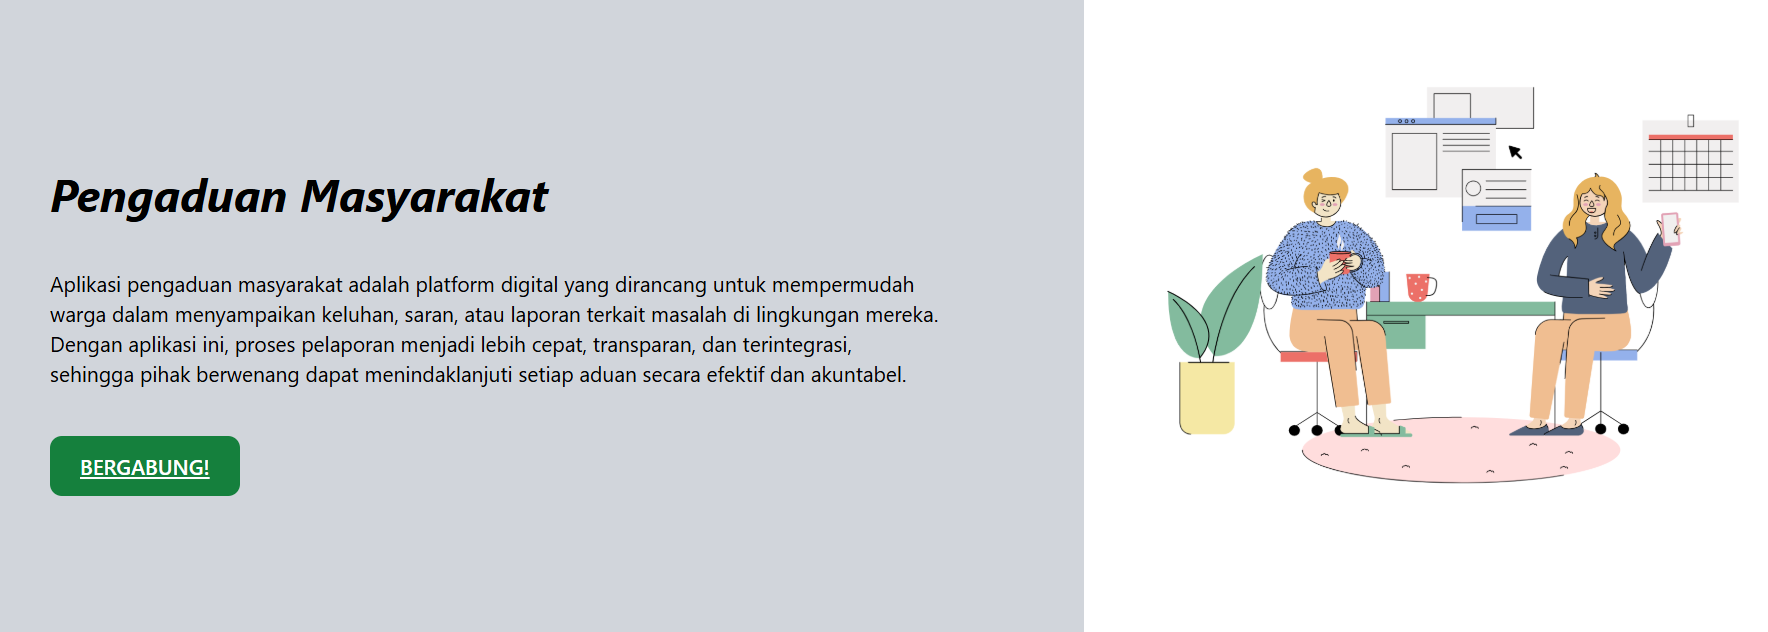 Pengaduan Masyarakat
Aplikasi pengaduan masyarakat adalah platform digital yang dirancang untuk mempermudah
warga dalam menyampaikan keluhan, saran, atau laporan terkait masalah di lingkungan mereka.
Dengan aplikasi ini, proses pelaporan menjadi lebih cepat, transparan, dan terintegrasi,
sehingga pihak berwenang dapat menindaklanjuti setiap aduan secara efektif dan akuntabel.
BERGABUNG!